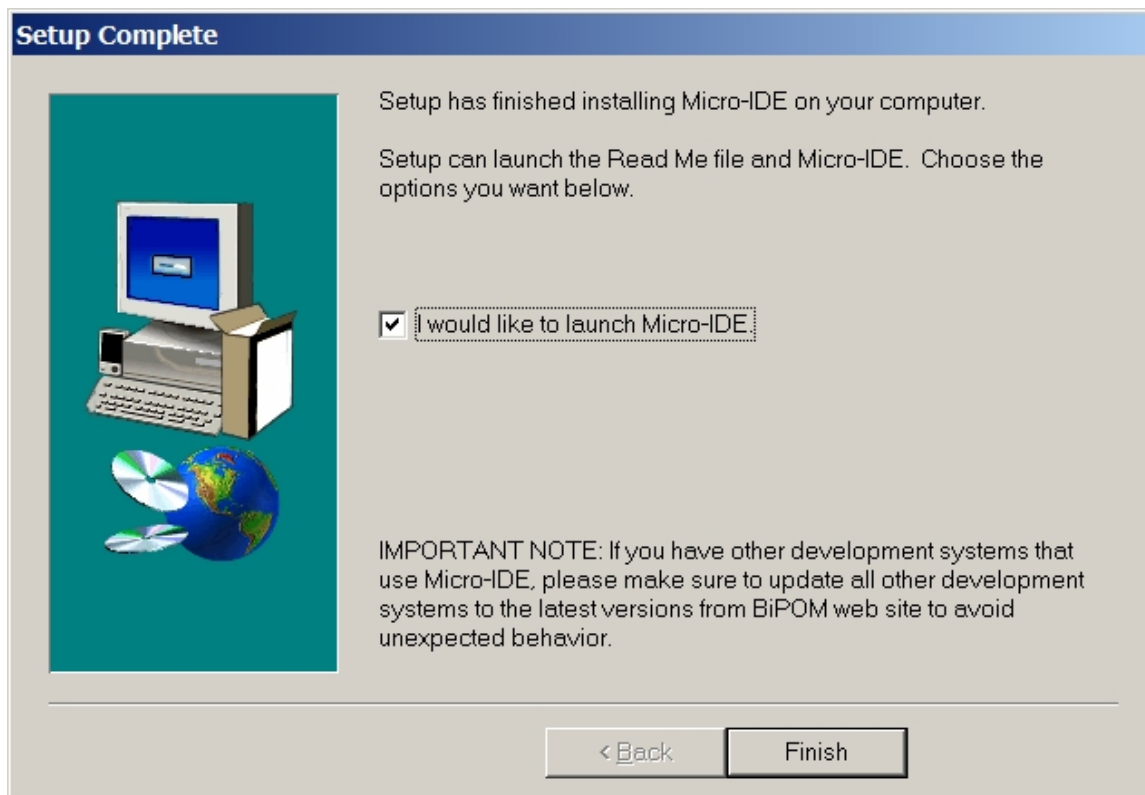 Setup Complete
Setup has finished installing Micro-IDE on your computer.
Setup can launch the Read Me file and Micro-IDE.  Choose the
options you want below.
I would like to launch Micro-IDE.
IMPORTANT NOTE: If you have other development systems that
use Micro-IDE, please make sure to update all other development
systems to the latest versions from BiPOM web site to avoid
unexpected behavior.
< Back
Finish